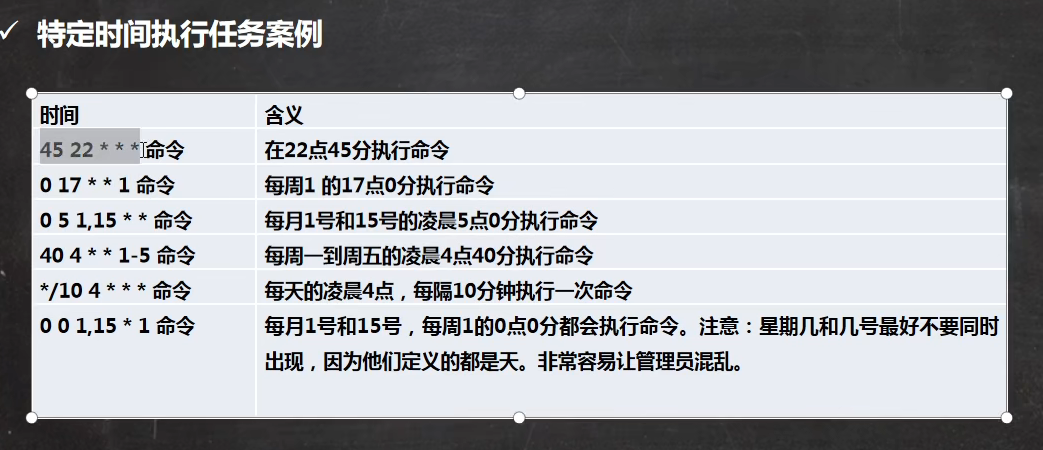 特定时间执行任务案例
时间 含义
45 22 * * * 命令 在22点45分执行命令
0 17 * * 1 命令 每周1 的17点0分执行命令
0 5 1,15 * * 命令 每月1号和15号的凌晨5点0分执行命令
40 4 * * 1-5 命令 每周一到周五的凌晨4点40分执行命令
*/10 4 * * * 命令 每天的凌晨4点，每隔10分钟执行一次命令
0 0 1,15 * 1 命令 每月1号和15号，每周1的0点0分都会执行命令。注意：星期几和几号最好不要同时
出现，因为他们定义的都是天。非常容易让管理员混乱。